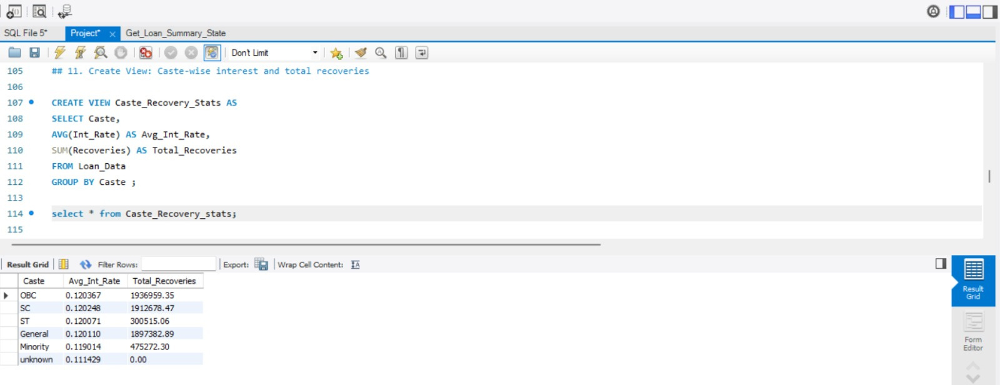 SQL File 5*
Project*
Get_Loan_Summary_State
Don't Limit
105 ## 11. Create View: Caste-wise interest and total recoveries
106
107 CREATE VIEW Caste_Recovery_Stats AS
108 SELECT Caste,
109 AVG(Int_Rate) AS Avg_Int_Rate,
110 SUM(Recoveries) AS Total_Recoveries
111 FROM Loan_Data
112 GROUP BY Caste ;
113
114 select * from Caste_Recovery_stats;
115
Result Grid Filter Rows: Export: Wrap Cell Content:
Caste Avg_Int_Rate Total_Recoveries
OBC 0.120367 1936959.35
SC 0.120248 1912678.47
ST 0.120071 300515.06
General 0.120110 1897382.89
Minority 0.119014 475272.30
unknown 0.111429 0.00
Result
Grid
Form
Editor